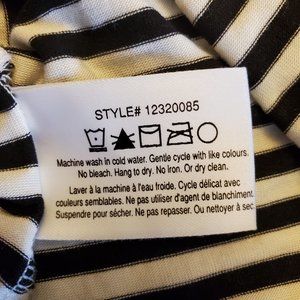 STYLE# 12320085
Machine wash in cold water. Gentle cycle with like colours.
No bleach. Hang to dry. No Iron. Or dry clean.
Laver à la machine à l'eau froide. Cycle délicat avec
couleurs semblables. Ne pas utiliser d'agent de blanchiment.
Suspendre pour sécher. Ne pas repasser. Ou nettoyer à sec